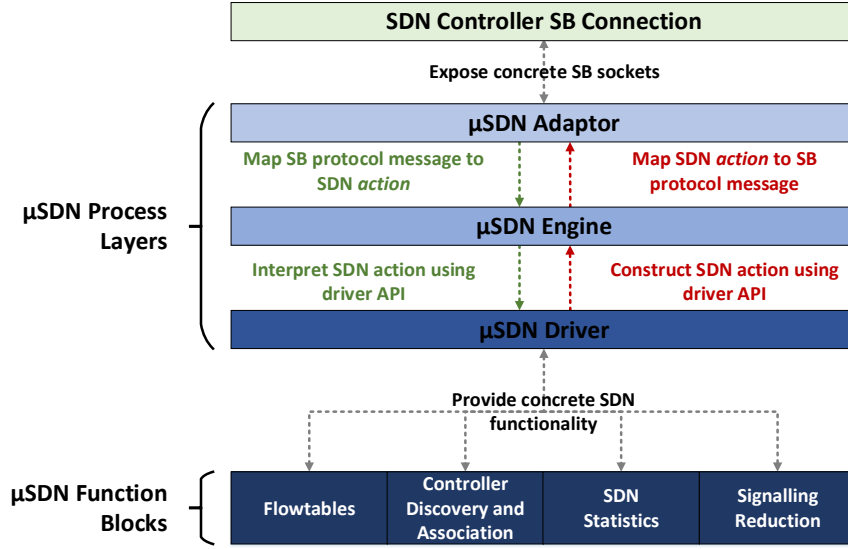 SDN Controller SB Connection
Expose concrete SB sockets
µSDN Adaptor
Map SB protocol message to
SDN action
Map SDN action to SB
protocol message
µSDN Process
Layers
µSDN Engine
Interpret SDN action using
driver API
Construct SDN action using
driver API
µSDN Driver
Provide concrete SDN
functionality
µSDN Function
Blocks
Flowtables
Controller
Discovery and
Association
SDN
Statistics
Signalling
Reduction